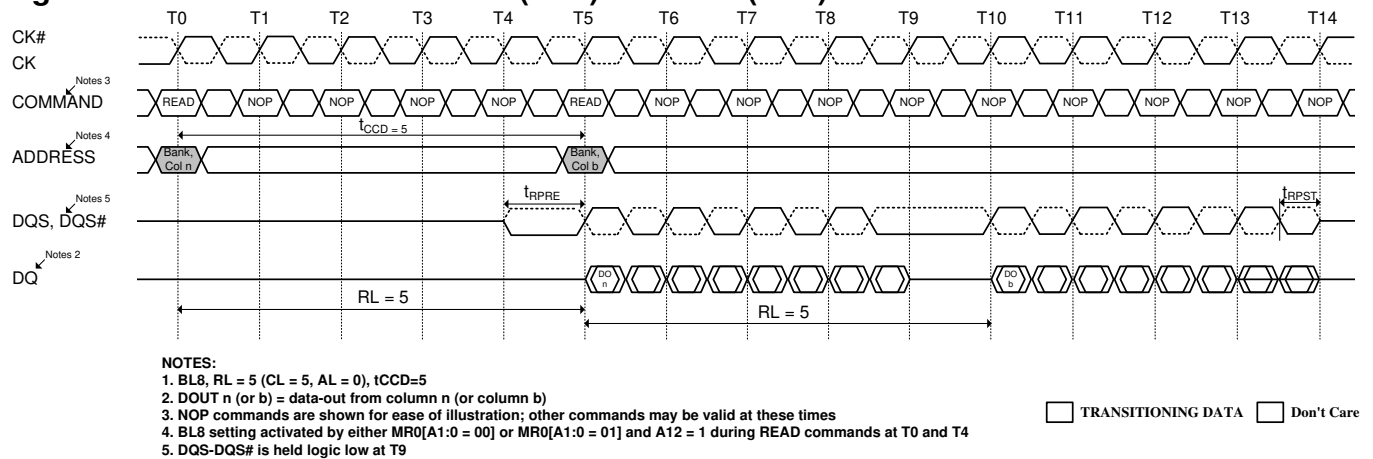 T0 T1 T2 T3 T4 T5 T6 T7 T8 T9 T10 T11 T12 T13 T14
CK#
CK
Notes 3
COMMAND
READ NOP NOP NOP NOP READ NOP NOP NOP NOP NOP NOP NOP NOP NOP
tCCD = 5
Notes 4
ADDRESS
Bank, Col n
Bank, Col b
Notes 5
tRPRE
tRPST
DQS, DQS#
Notes 2
DQ
DO n
DO b
RL = 5
RL = 5
NOTES:
1. BL8, RL = 5 (CL = 5, AL = 0), tCCD=5
2. DOUT n (or b) = data-out from column n (or column b)
3. NOP commands are shown for ease of illustration; other commands may be valid at these times
4. BL8 setting activated by either MR0[A1:0 = 00] or MR0[A1:0 = 01] and A12 = 1 during READ commands at T0 and T4
5. DQS-DQS# is held logic low at T9
TRANSITIONING DATA Don't Care